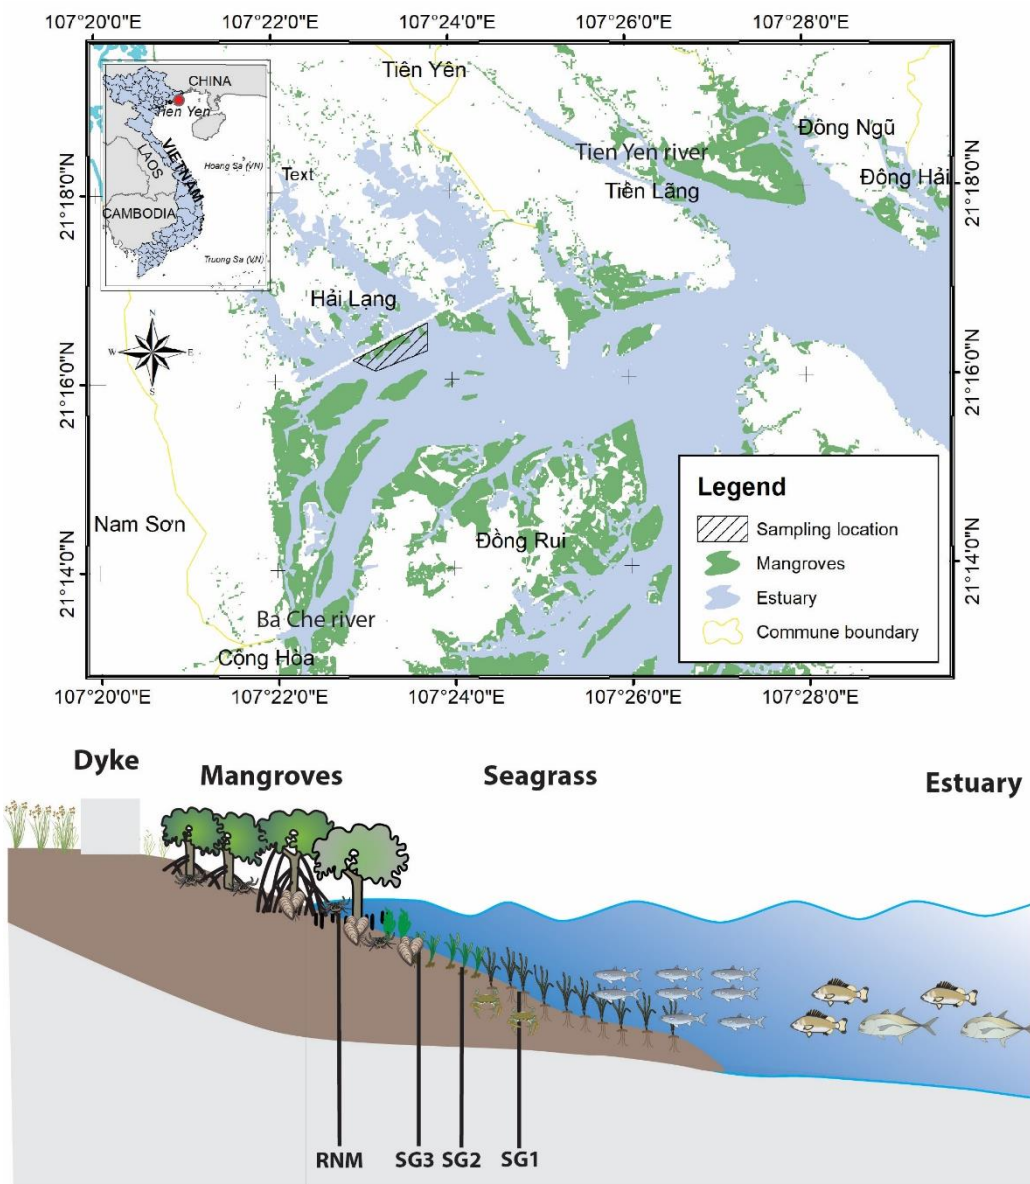 107°20'0"E 107°22'0"E 107°24'0"E 107°26'0"E 107°28'0"E
CHINA
Tien Yen
LAOS
VIETNAM
Hoang Sa (VN)
CAMBODIA
Truong Sa (VN)
Text
Tiên Yên
Đông Ngũ
Tien Yen river
Đông Hải
Tiền Lãng
21°18'0"N
21°18'0"N
Hải Lạng
N
W E
S
21°16'0"N
21°16'0"N
Nam Sơn
Đồng Rui
21°14'0"N
21°14'0"N
Ba Che river
Cộng Hòa
Legend
Sampling location
Mangroves
Estuary
Commune boundary
107°20'0"E 107°22'0"E 107°24'0"E 107°26'0"E 107°28'0"E
Dyke
Mangroves
Seagrass
Estuary
RNM SG3 SG2 SG1